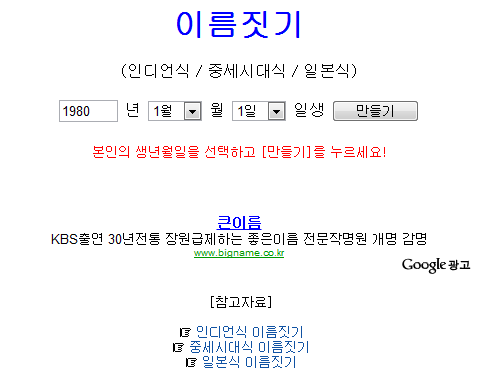 이름짓기
(인디언식 / 중세시대식 / 일본식)
1980 년 1월 월 1일 일생 만들기
본인의 생년월일을 선택하고 [만들기]를 누르세요!
큰이름
KBS출연 30년전통 장원급제하는 좋은이름 전문작명원 개명 감명
www.bigname.co.kr
Google 광고
[참고자료]
☞ 인디언식 이름짓기
☞ 중세시대식 이름짓기
☞ 일본식 이름짓기